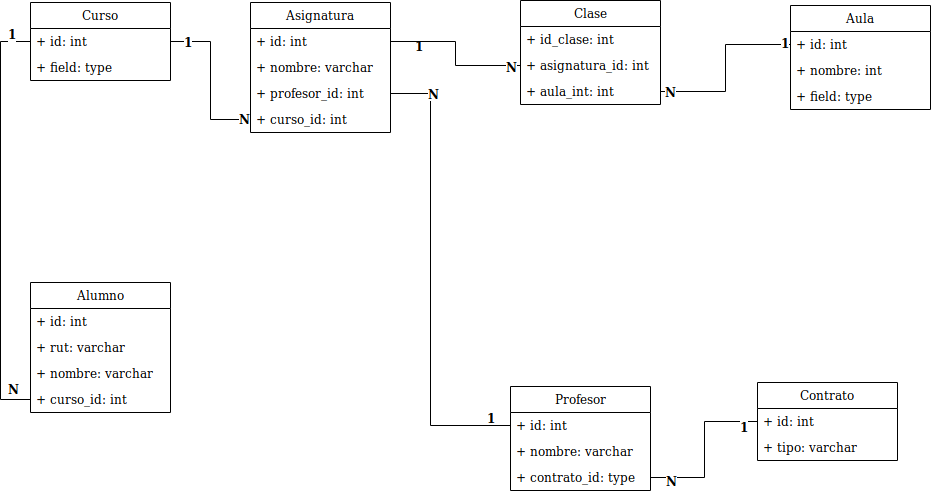 Curso
+ id: int
+ field: type
1
1
Asignatura
+ id: int
+ nombre: varchar
+ profesor_id: int
+ curso_id: int
N
1
N
Clase
+ id_clase: int
+ asignatura_id: int
+ aula_int: int
N
N
Aula
+ id: int
+ nombre: int
+ field: type
1
Alumno
+ id: int
+ rut: varchar
+ nombre: varchar
+ curso_id: int
N
Profesor
+ id: int
+ nombre: varchar
+ contrato_id: type
1
N
Contrato
+ id: int
+ tipo: varchar
1